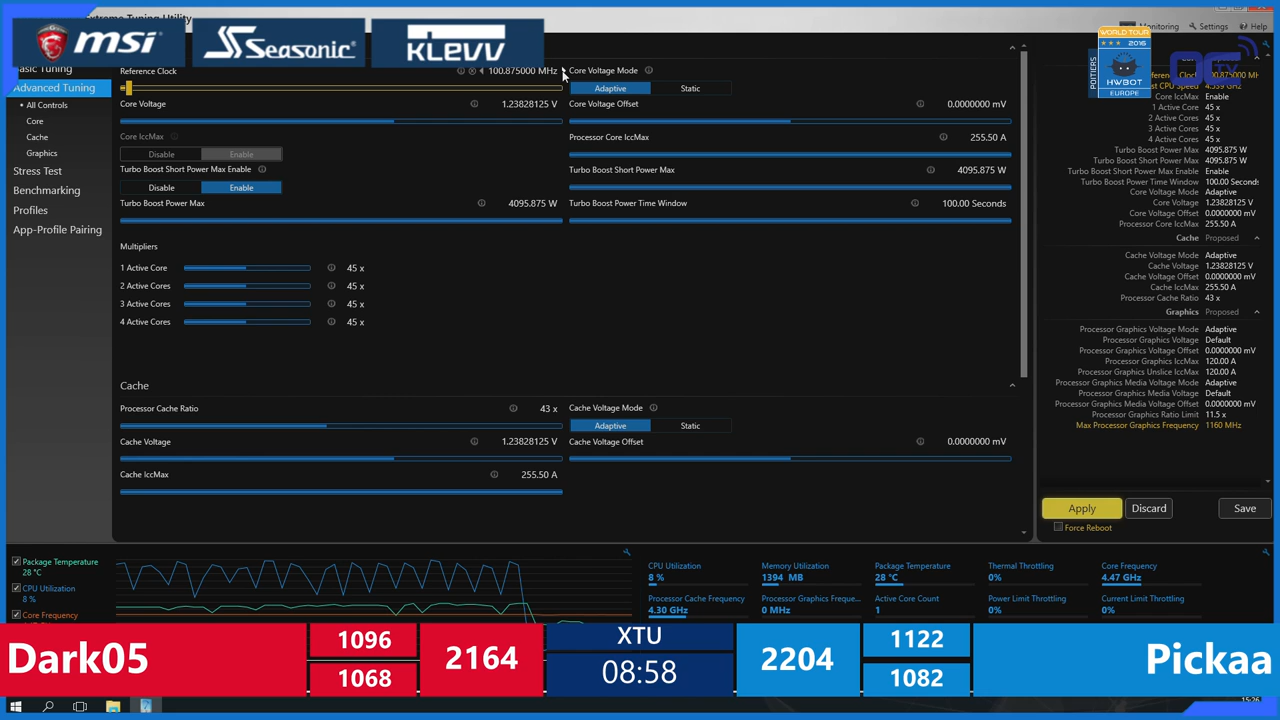 Extreme Tuning Utility
msi
Seasonic
KLEVV
Monitoring
Settings
Help
WORLD TOUR
2016
POITIERS
HWBOT
EUROPE
OCTV
Basic Tuning
Advanced Tuning
All Controls
Core
Cache
Graphics
Stress Test
Benchmarking
Profiles
App-Profile Pairing
Reference Clock
100.875000 MHz
Core Voltage
1.23828125 V
Core IccMax
Disable
Enable
Turbo Boost Short Power Max Enable
Disable
Enable
Turbo Boost Power Max
4095.875 W
Core Voltage Mode
Adaptive
Static
Core Voltage Offset
0.0000000 mV
Processor Core IccMax
255.50 A
Turbo Boost Short Power Max
4095.875 W
Turbo Boost Power Time Window
100.00 Seconds
Multipliers
1 Active Core
45 x
2 Active Cores
45 x
3 Active Cores
45 x
4 Active Cores
45 x
Cache
Processor Cache Ratio
43 x
Cache Voltage
1.23828125 V
Cache IccMax
255.50 A
Cache Voltage Mode
Adaptive
Static
Cache Voltage Offset
0.0000000 mV
100.875000 MHz
4.539 GHz
Enable
1 Active Core 45 x
2 Active Cores 45 x
3 Active Cores 45 x
4 Active Cores 45 x
Turbo Boost Power Max 4095.875 W
Turbo Boost Short Power Max 4095.875 W
Turbo Boost Short Power Max Enable Enable
Turbo Boost Power Time Window 100.00 Seconds
Core Voltage Mode Adaptive
Core Voltage 1.23828125 V
Core Voltage Offset 0.0000000 mV
Processor Core IccMax 255.50 A
Cache Proposed
Cache Voltage Mode Adaptive
Cache Voltage 1.23828125 V
Cache Voltage Offset 0.0000000 mV
Cache IccMax 255.50 A
Processor Cache Ratio 43 x
Graphics Proposed
Processor Graphics Voltage Mode Adaptive
Processor Graphics Voltage Default
Processor Graphics Voltage Offset 0.0000000 mV
Processor Graphics IccMax 120.00 A
Processor Graphics Unslice IccMax 120.00 A
Processor Graphics Media Voltage Mode Adaptive
Processor Graphics Media Voltage Default
Processor Graphics Media Voltage Offset 0.0000000 mV
Processor Graphics Ratio Limit 11.5 x
Max Processor Graphics Frequency 1160 MHz
Apply
Discard
Save
Force Reboot
Package Temperature
28 °C
CPU Utilization
8 %
Core Frequency
CPU Utilization
8 %
Memory Utilization
1394 MB
Package Temperature
28 °C
Thermal Throttling
0%
Core Frequency
4.47 GHz
Processor Cache Frequency
4.30 GHz
Processor Graphics Freque...
0 MHz
Active Core Count
1
Power Limit Throttling
0%
Current Limit Throttling
0%
Dark05
1096
1068
2164
XTU
08:58
2204
1122
1082
Pickaa
15:26